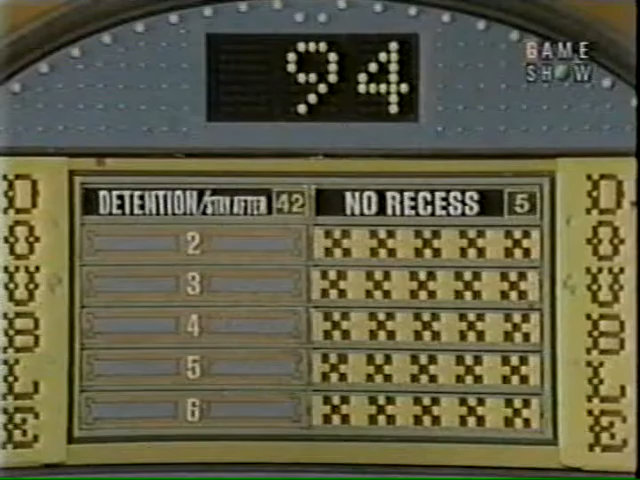 94
GAME
SHOW
DETENTION/STAY AFTER 42
NO RECESS 5
2
3
4
5
6
DOUBLE
DOUBLE